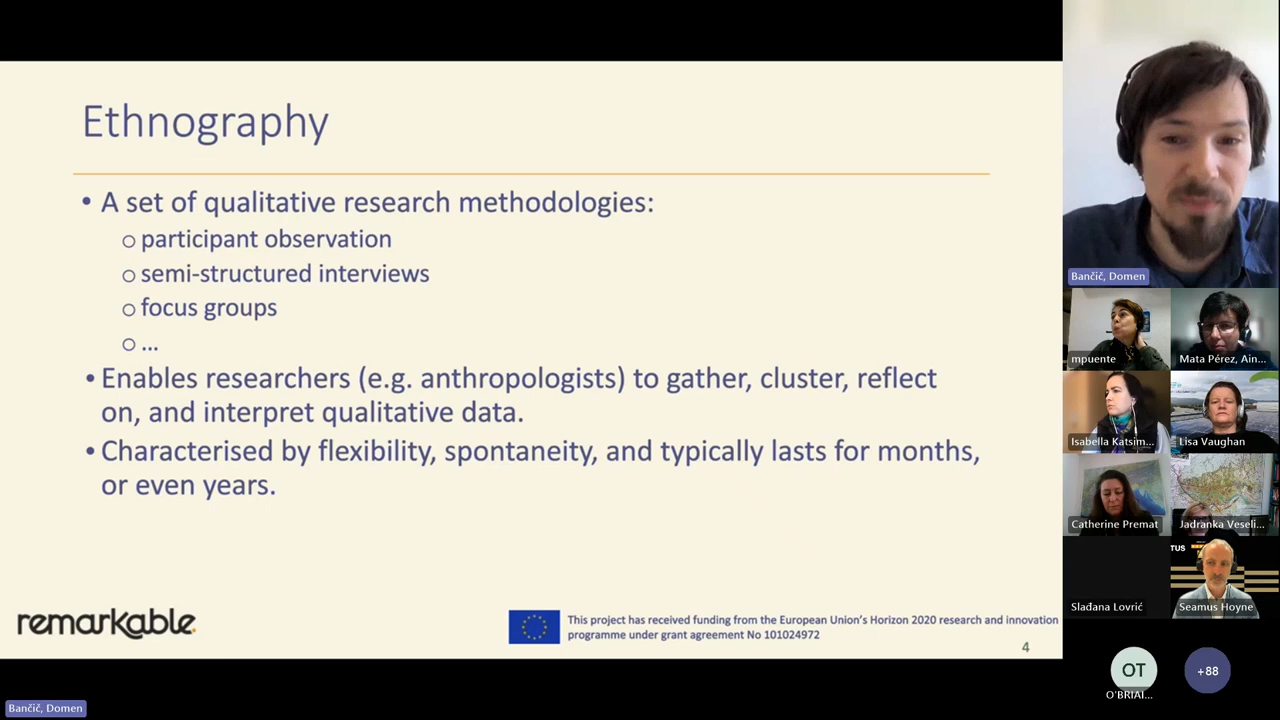 Ethnography
• A set of qualitative research methodologies:
o participant observation
o semi-structured interviews
o focus groups
o ...
• Enables researchers (e.g. anthropologists) to gather, cluster, reflect
on, and interpret qualitative data.
• Characterised by flexibility, spontaneity, and typically lasts for months,
or even years.
remarkable.
This project has received funding from the European Union's Horizon 2020 research and innovation
programme under grant agreement No 101024972
4
Bančič, Domen
mpuente
Mata Pérez, Ain...
Isabella Katsim...
Lisa Vaughan
Catherine Premat
Jadranka Veseli...
TUS
Slađana Lovrić
Seamus Hoyne
OT
+88
O'BRIAI...
Bančič, Domen